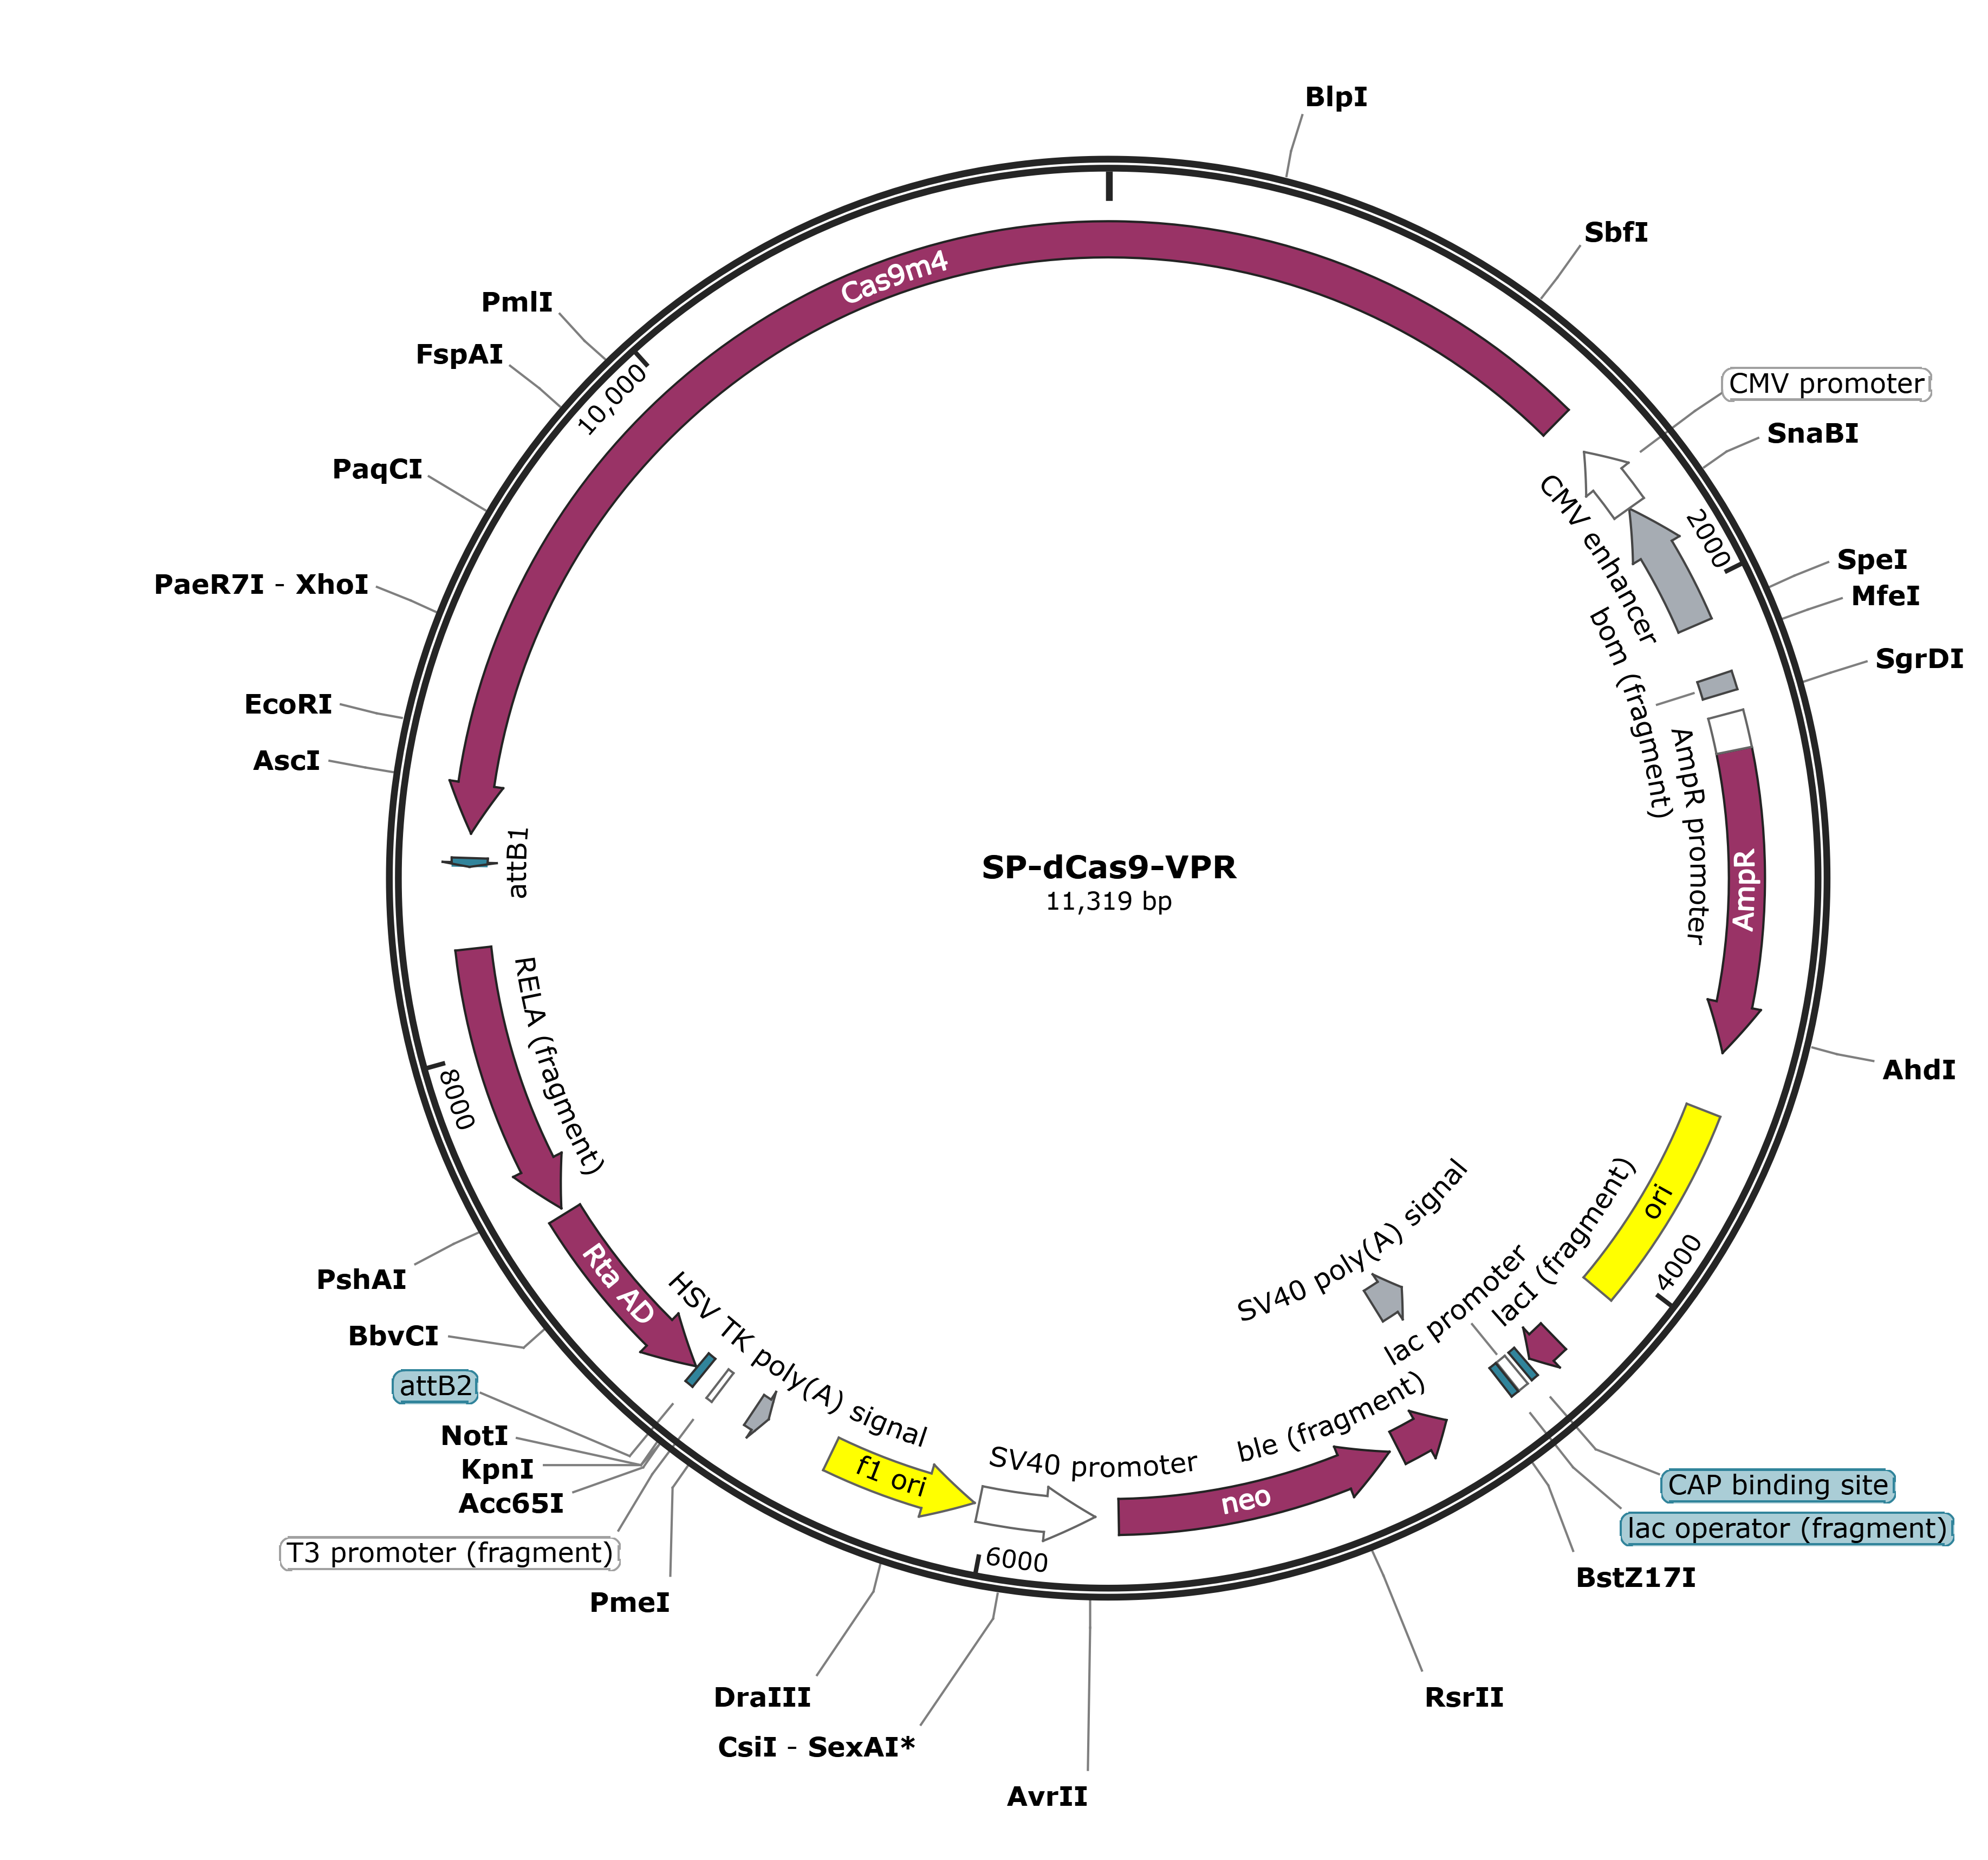 BlpI
SbfI
CMV promoter
SnaBI
2000
SpeI
MfeI
SgrDI
CMV enhancer
bom (fragment)
AmpR promoter
AmpR
AhdI
ori
4000
lacI (fragment)
lac promoter
SV40 poly(A) signal
CAP binding site
lac operator (fragment)
BstZ17I
ble (fragment)
neo
RsrII
SV40 promoter
AvrII
6000
CsiI - SexAI*
DraIII
f1 ori
HSV TK poly(A) signal
PmeI
T3 promoter (fragment)
Acc65I
KpnI
NotI
attB2
BbvCI
PshAI
Rta AD
RELA (fragment)
8000
attB1
AscI
EcoRI
PaeR7I - XhoI
PaqCI
FspAI
PmlI
10,000
Cas9m4
SP-dCas9-VPR
11,319 bp